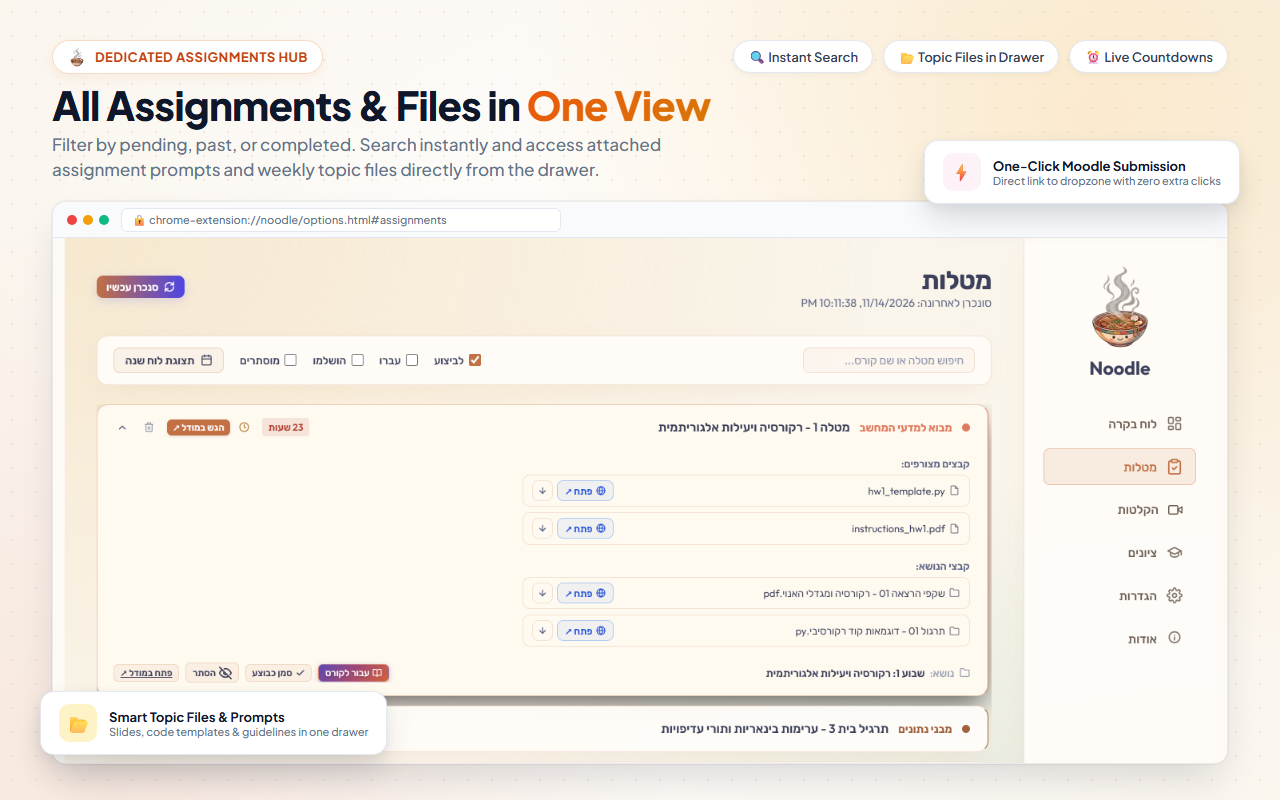 DEDICATED ASSIGNMENTS HUB
Instant Search
Topic Files in Drawer
Live Countdowns
All Assignments & Files in One View
Filter by pending, past, or completed. Search instantly and access attached
assignment prompts and weekly topic files directly from the drawer.
One-Click Moodle Submission
Direct link to dropzone with zero extra clicks
chrome-extension://noodle/options.html#assignments
Noodle
לוח בקרה
מטלות
הקלטות
ציונים
הגדרות
אודות
מטלות
סונכרן לאחרונה: 11/14/2026, 10:11:38 PM
סנכרן עכשיו
חיפוש מטלה או שם קורס...
לביצוע
עברו
הושלמו
מוסתרים
תצוגת לוח שנה
מבוא למדעי המחשב
מטלה 1 - רקורסיה ויעילות אלגוריתמית
23 שעות
הגש במודל ↗
קבצים מצורפים:
hw1_template.py
פתח ↗
instructions_hw1.pdf
פתח ↗
קבצי הנושא:
שקפי הרצאה 01 - רקורסיה ומגדלי האנוי.pdf
פתח ↗
תרגול 01 - דוגמאות קוד רקורסיבי.py
פתח ↗
נושא: שבוע 1: רקורסיה ויעילות אלגוריתמית
עבור לקורס
סמן כבוצע
הסתר
פתח במודל ↗
מבני נתונים
תרגיל בית 3 - ערימות בינאריות ותורי עדיפויות
Smart Topic Files & Prompts
Slides, code templates & guidelines in one drawer